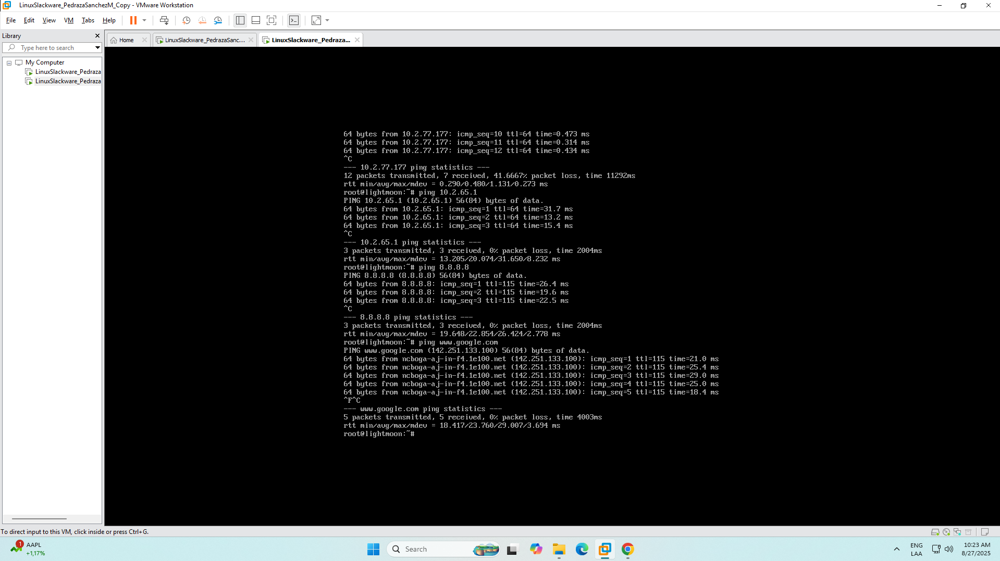 LinuxSlackware_PedrazaSanchezM_Copy - VMware Workstation
File Edit View VM Tabs Help
Library
Type here to search
My Computer
LinuxSlackware_Pedraza
LinuxSlackware_Pedraza
Home
LinuxSlackware_PedrazaSanc...
LinuxSlackware_Pedraza...
64 bytes from 10.2.77.177: icmp_seq=10 ttl=64 time=0.473 ms
64 bytes from 10.2.77.177: icmp_seq=11 ttl=64 time=0.314 ms
64 bytes from 10.2.77.177: icmp_seq=12 ttl=64 time=0.434 ms
^C
--- 10.2.77.177 ping statistics ---
12 packets transmitted, 7 received, 41.6667% packet loss, time 11292ms
rtt min/avg/max/mdev = 0.290/0.480/1.131/0.273 ms
root@lightmoon:~# ping 10.2.65.1
PING 10.2.65.1 (10.2.65.1) 56(84) bytes of data.
64 bytes from 10.2.65.1: icmp_seq=1 ttl=64 time=31.7 ms
64 bytes from 10.2.65.1: icmp_seq=2 ttl=64 time=13.2 ms
64 bytes from 10.2.65.1: icmp_seq=3 ttl=64 time=15.4 ms
^C
--- 10.2.65.1 ping statistics ---
3 packets transmitted, 3 received, 0% packet loss, time 2004ms
rtt min/avg/max/mdev = 13.205/20.074/31.650/8.232 ms
root@lightmoon:~# ping 8.8.8.8
PING 8.8.8.8 (8.8.8.8) 56(84) bytes of data.
64 bytes from 8.8.8.8: icmp_seq=1 ttl=115 time=26.4 ms
64 bytes from 8.8.8.8: icmp_seq=2 ttl=115 time=19.6 ms
64 bytes from 8.8.8.8: icmp_seq=3 ttl=115 time=22.5 ms
^C
--- 8.8.8.8 ping statistics ---
3 packets transmitted, 3 received, 0% packet loss, time 2004ms
rtt min/avg/max/mdev = 19.648/22.854/26.424/2.778 ms
root@lightmoon:~# ping www.google.com
PING www.google.com (142.251.133.100) 56(84) bytes of data.
64 bytes from ncboga-aj-in-f4.1e100.net (142.251.133.100): icmp_seq=1 ttl=115 time=21.0 ms
64 bytes from ncboga-aj-in-f4.1e100.net (142.251.133.100): icmp_seq=2 ttl=115 time=25.4 ms
64 bytes from ncboga-aj-in-f4.1e100.net (142.251.133.100): icmp_seq=3 ttl=115 time=29.0 ms
64 bytes from ncboga-aj-in-f4.1e100.net (142.251.133.100): icmp_seq=4 ttl=115 time=25.0 ms
64 bytes from ncboga-aj-in-f4.1e100.net (142.251.133.100): icmp_seq=5 ttl=115 time=18.4 ms
^F^C
--- www.google.com ping statistics ---
5 packets transmitted, 5 received, 0% packet loss, time 4003ms
rtt min/avg/max/mdev = 18.417/23.760/29.007/3.694 ms
root@lightmoon:~#
To direct input to this VM, click inside or press Ctrl+G.
1
AAPL
+1,17%
Search
ENG
LAA
10:23 AM
8/27/2025